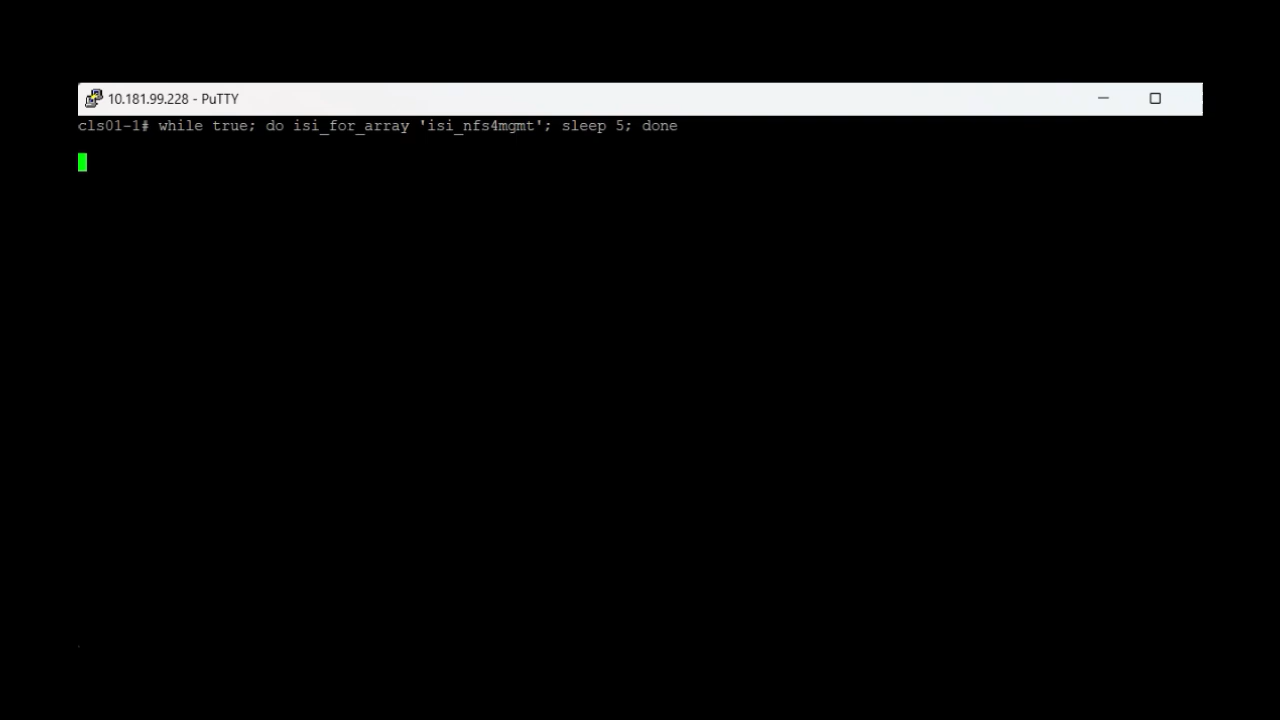 10.181.99.228 - PuTTY
cls01-1# while true; do isi_for_array 'isi_nfs4mgmt'; sleep 5; done